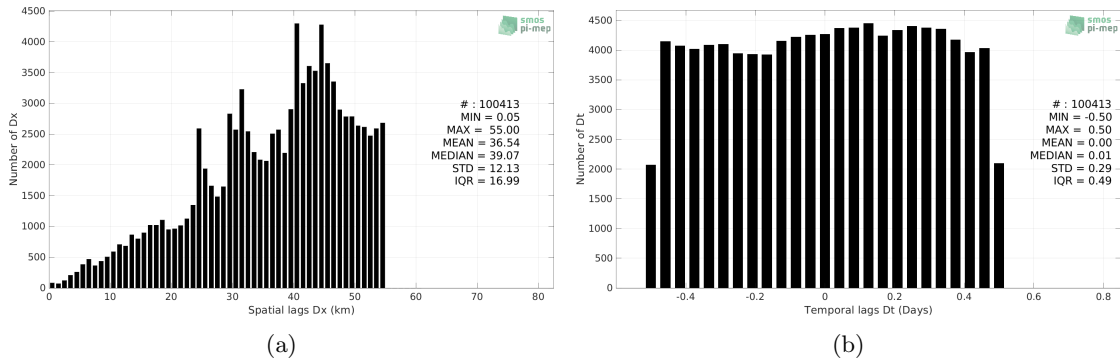 4500
4000
3500
3000
2500
2000
1500
1000
500
0
Number of Dx
0 10 20 30 40 50 60 70 80
Spatial lags Dx (km)
smos
pi-mep
# : 100413
MIN = 0.05
MAX = 55.00
MEAN = 36.54
MEDIAN = 39.07
STD = 12.13
IQR = 16.99
(a)
4500
4000
3500
3000
2500
2000
1500
1000
500
0
Number of Dt
-0.4 -0.2 0 0.2 0.4 0.6 0.8
Temporal lags Dt (Days)
smos
pi-mep
# : 100413
MIN = -0.50
MAX = 0.50
MEAN = 0.00
MEDIAN = 0.01
STD = 0.29
IQR = 0.49
(b)